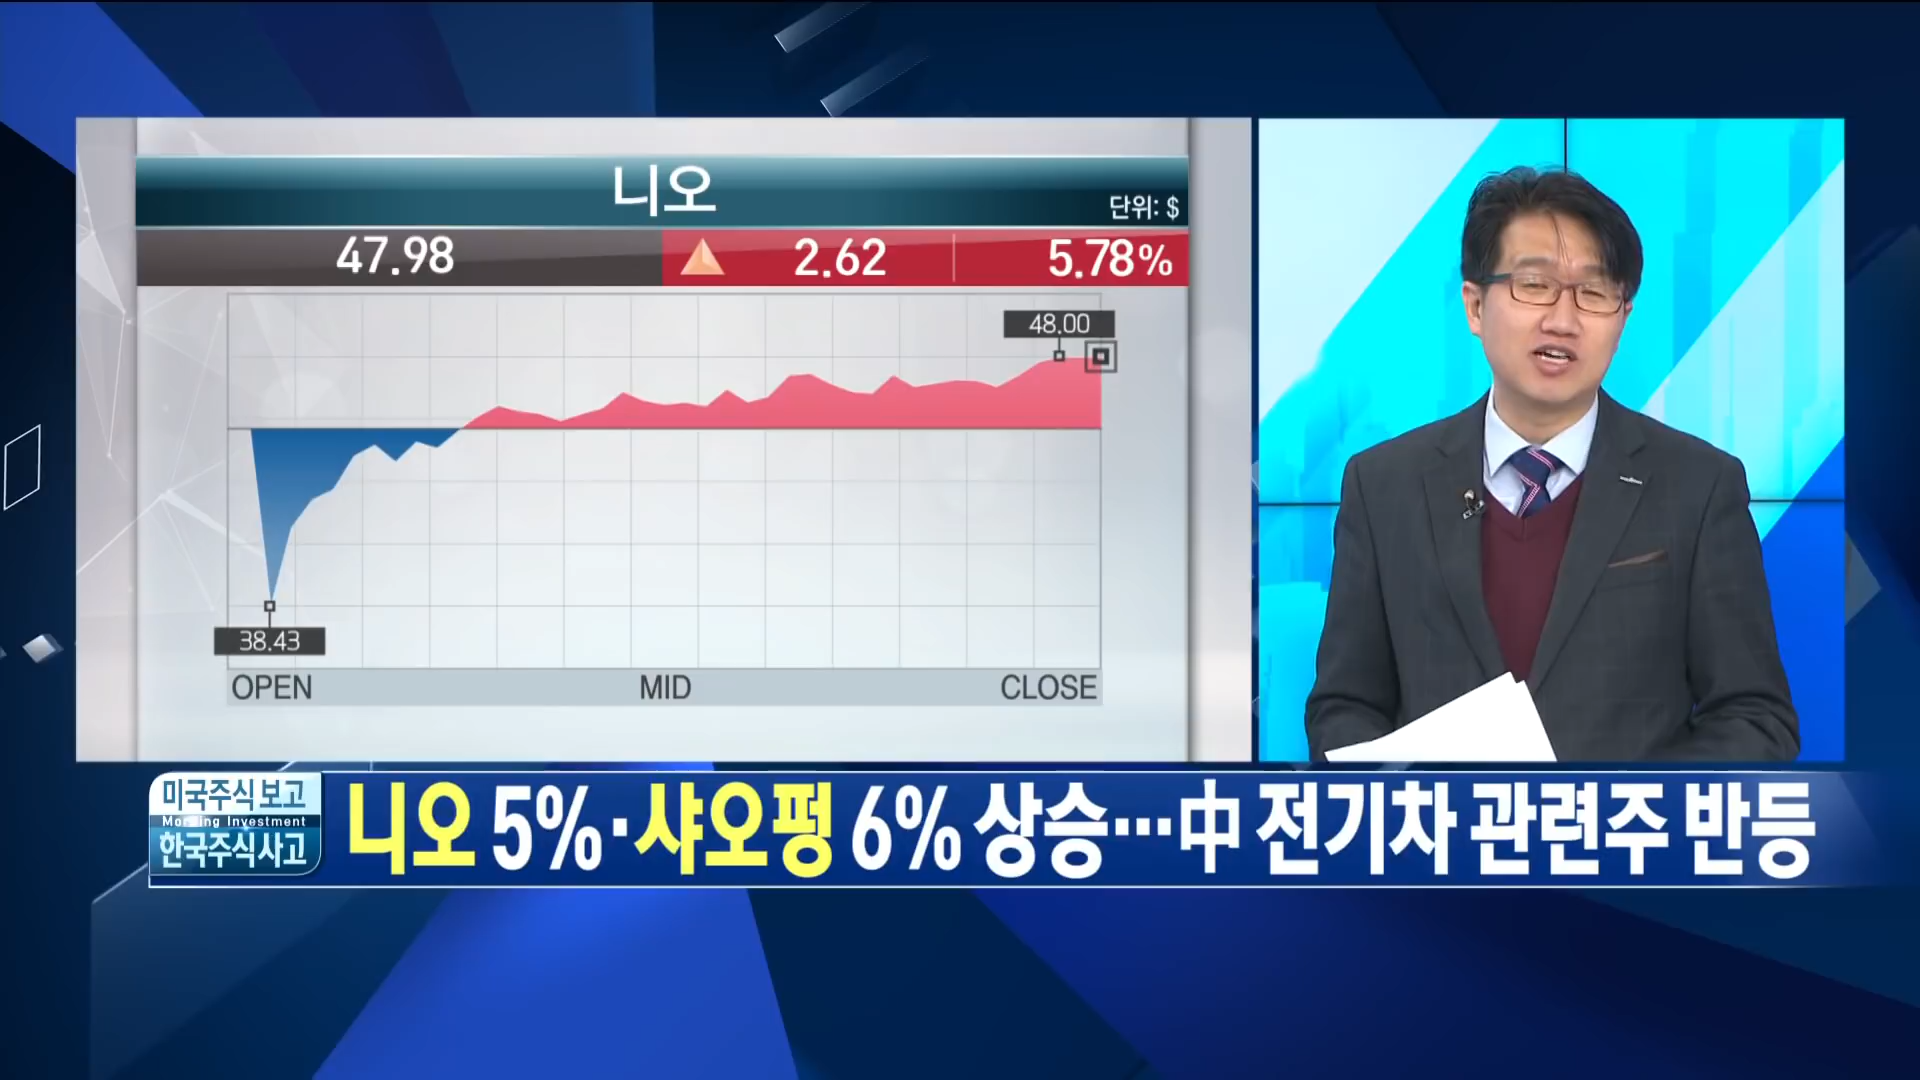 니오
단위: $
47.98 2.62 5.78%
48.00
38.43
OPEN MID CLOSE
미국주식 보고
Morning Investment
한국주식 사고
니오 5%·샤오펑 6% 상승…中 전기차 관련주 반등